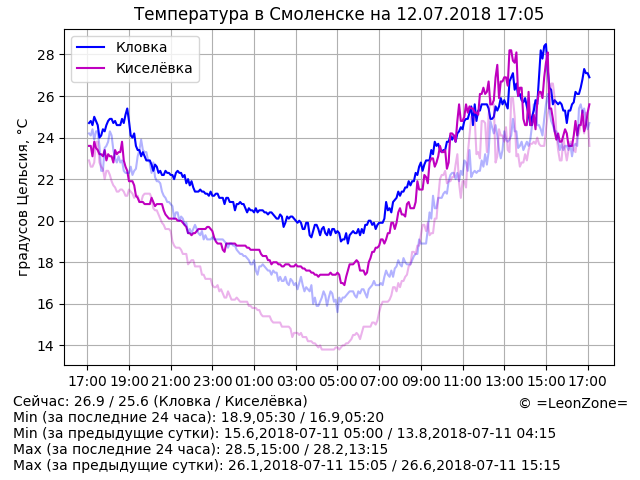 Температура в Смоленске на 12.07.2018 17:05
Кловка
Киселёвка
градусов Цельсия, °C
28
26
24
22
20
18
16
14
17:00 19:00 21:00 23:00 01:00 03:00 05:00 07:00 09:00 11:00 13:00 15:00 17:00
Сейчас: 26.9 / 25.6 (Кловка / Киселёвка)
© =LeonZone=
Min (за последние 24 часа): 18.9,05:30 / 16.9,05:20
Min (за предыдущие сутки): 15.6,2018-07-11 05:00 / 13.8,2018-07-11 04:15
Max (за последние 24 часа): 28.5,15:00 / 28.2,13:15
Max (за предыдущие сутки): 26.1,2018-07-11 15:05 / 26.6,2018-07-11 15:15